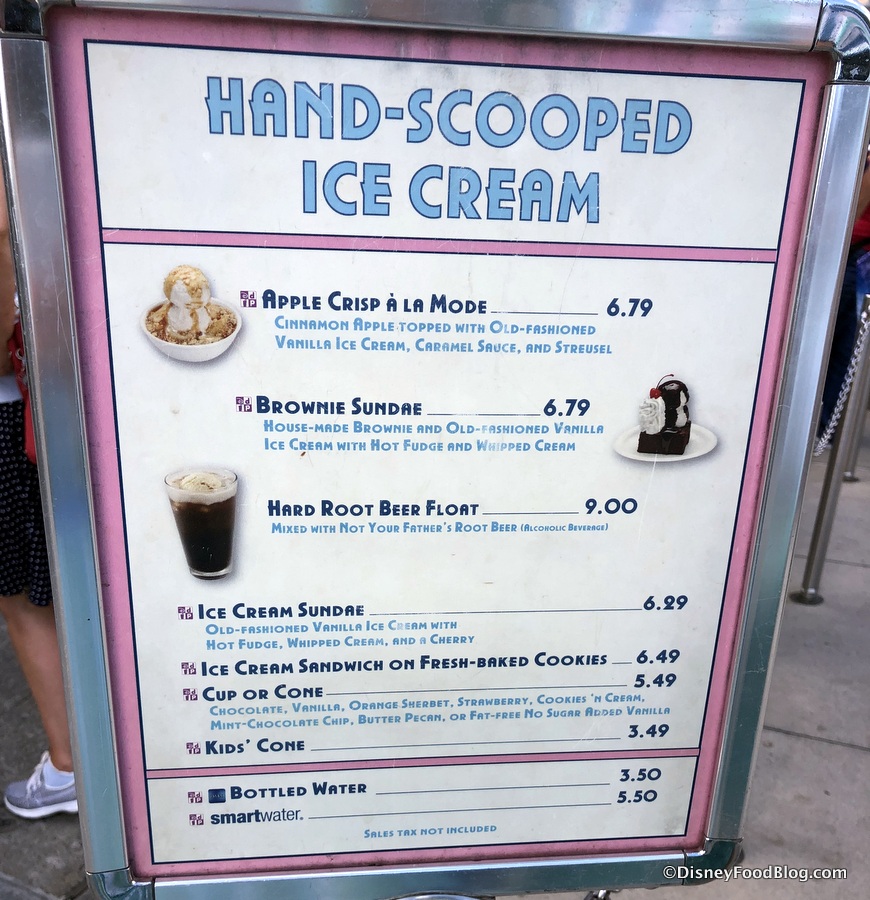 HAND-SCOOPED
ICE CREAM
APPLE CRISP À LA MODE 6.79
CINNAMON APPLE TOPPED WITH OLD-FASHIONED
VANILLA ICE CREAM, CARAMEL SAUCE, AND STREUSEL
BROWNIE SUNDAE 6.79
HOUSE-MADE BROWNIE AND OLD-FASHIONED VANILLA
ICE CREAM WITH HOT FUDGE AND WHIPPED CREAM
HARD ROOT BEER FLOAT 9.00
MIXED WITH NOT YOUR FATHER'S ROOT BEER (ALCOHOLIC BEVERAGE)
ICE CREAM SUNDAE 6.29
OLD-FASHIONED VANILLA ICE CREAM WITH
HOT FUDGE, WHIPPED CREAM, AND A CHERRY
ICE CREAM SANDWICH ON FRESH-BAKED COOKIES 6.49
CUP OR CONE 5.49
CHOCOLATE, VANILLA, ORANGE SHERBET, STRAWBERRY, COOKIES 'N CREAM,
MINT-CHOCOLATE CHIP, BUTTER PECAN, OR FAT-FREE NO SUGAR ADDED VANILLA
KIDS' CONE 3.49
BOTTLED WATER 3.50
smartwater. 5.50
SALES TAX NOT INCLUDED
©DisneyFoodBlog.com